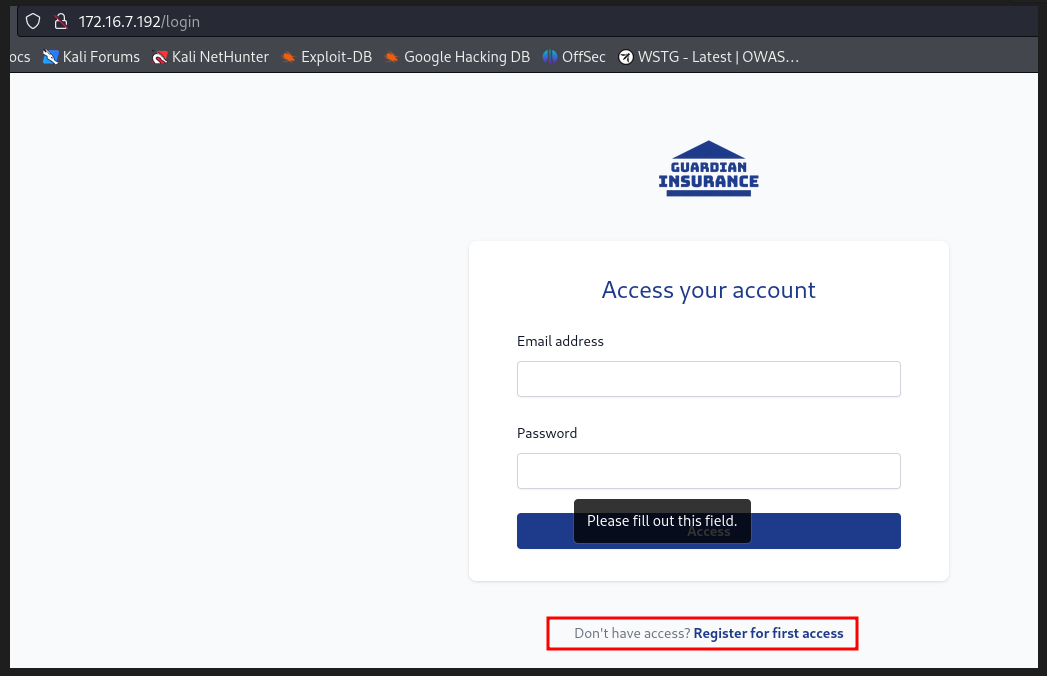 172.16.7.192/login
ocs Kali Forums Kali NetHunter Exploit-DB Google Hacking DB OffSec WSTG - Latest | OWAS…
GUARDIAN
INSURANCE
Access your account
Email address
Password
Please fill out this field.
Access
Don't have access? Register for first access